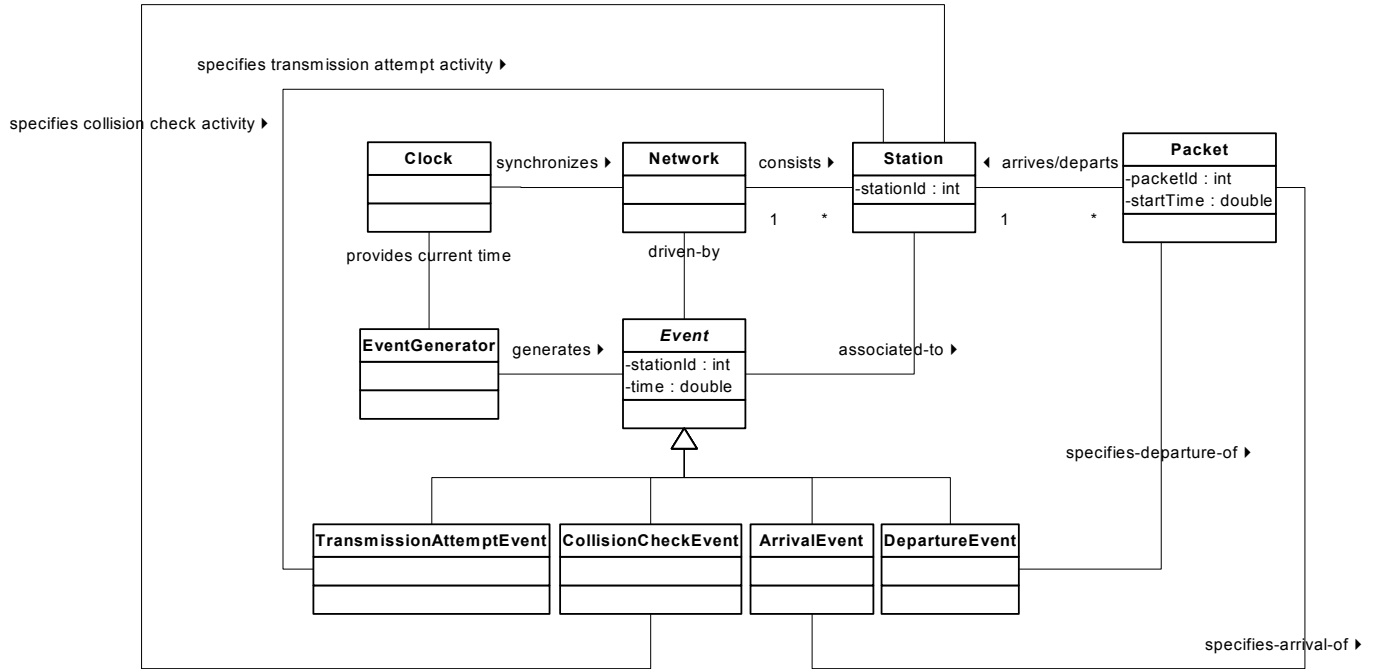 specifies transmission attempt activity
specifies collision check activity
Clock
synchronizes
Network
consists
Station
-stationId : int
arrives/departs
Packet
-packetId : int
-startTime : double
1
*
1
*
provides current time
driven-by
EventGenerator
generates
Event
-stationId : int
-time : double
associated-to
specifies-departure-of
TransmissionAttemptEvent
CollisionCheckEvent
ArrivalEvent
DepartureEvent
specifies-arrival-of